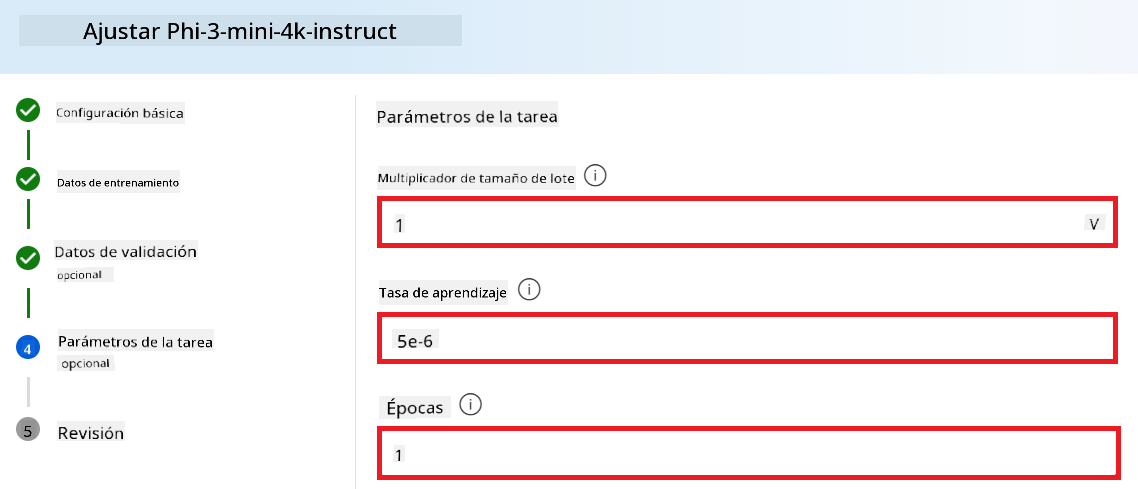 Ajustar Phi-3-mini-4k-instruct
Configuración básica
Datos de entrenamiento
Datos de validación
opcional
4
Parámetros de la tarea
opcional
5
Revisión
Parámetros de la tarea
Multiplicador de tamaño de lote
1
V
Tasa de aprendizaje
5e-6
Épocas
1